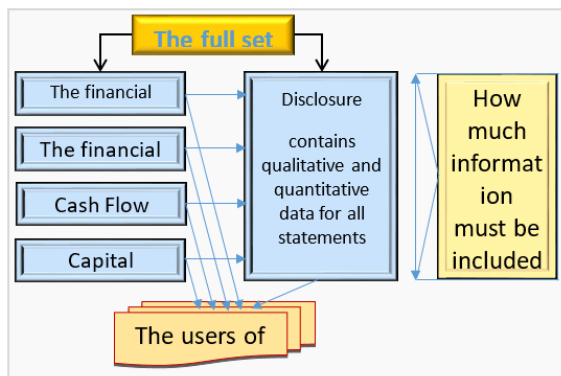 The full set
The financial
The financial
Cash Flow
Capital
Disclosure
contains
qualitative and
quantitative
data for all
statements
How
much
informat
ion
must be
included
The users of